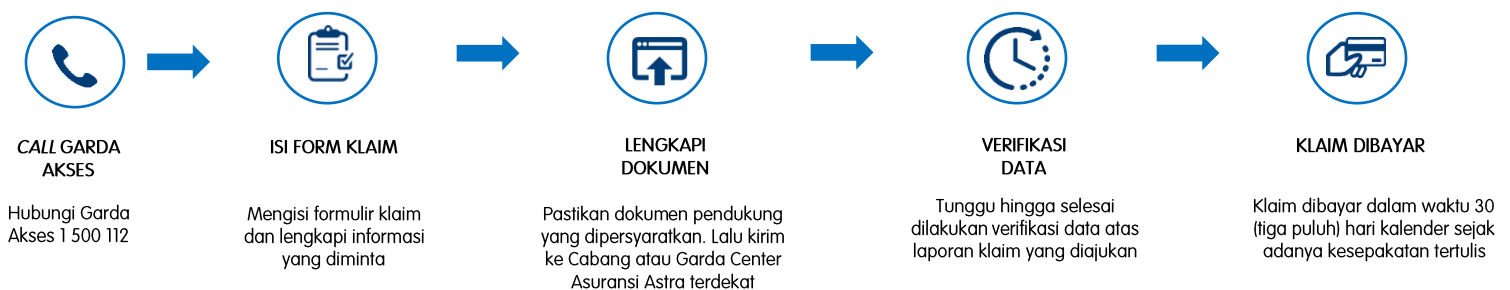 CALL GARDA
AKSES
Hubungi Garda
Akses 1 500 112
ISI FORM KLAIM
Mengisi formulir klaim
dan lengkapi informasi
yang diminta
LENGKAPI
DOKUMEN
Pastikan dokumen pendukung
yang dipersyaratkan. Lalu kirim
ke Cabang atau Garda Center
Asuransi Astra terdekat
VERIFIKASI
DATA
Tunggu hingga selesai
dilakukan verifikasi data atas
laporan klaim yang diajukan
KLAIM DIBAYAR
Klaim dibayar dalam waktu 30
(tiga puluh) hari kalender sejak
adanya kesepakatan tertulis